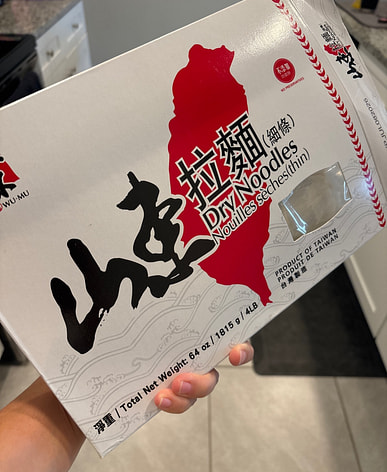 WU-MU
山東
拉麵(細條)
Dry Noodles
Nouilles sèches(thin)
PRODUCT OF TAIWAN
PRODUIT DE TAIWAN
台灣製造
淨重 / Total Net Weight: 64 oz / 1815 g / 4LB